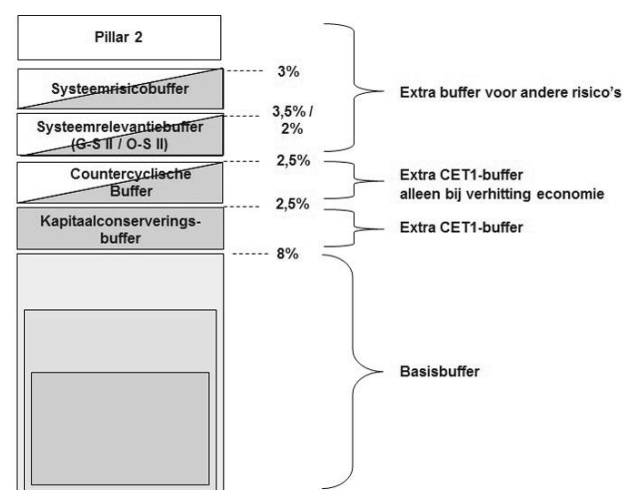 Pillar 2
3%
Systeemrisicobuffer
Extra buffer voor andere risico's
3,5% /
2%
Systeemrelevantiebuffer
(G-S II / O-S II)
2,5%
Countercyclische
Buffer
Extra CET1-buffer
alleen bij verhitting economie
2,5%
Kapitaalconserverings-
buffer
Extra CET1-buffer
8%
Basisbuffer